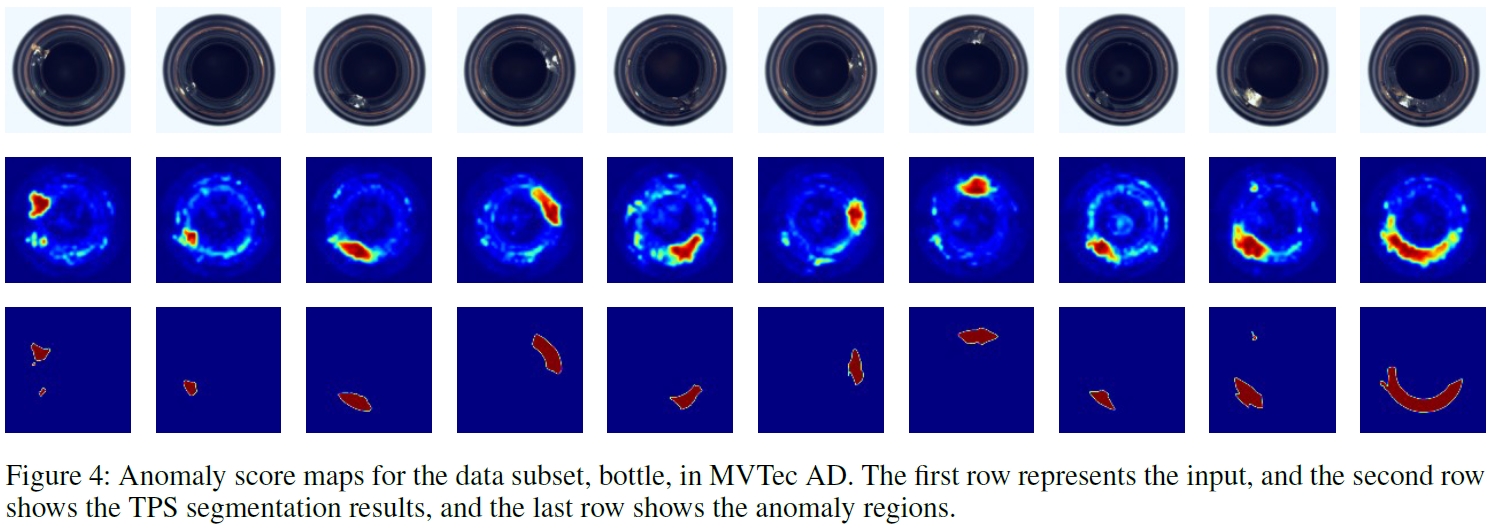 Figure 4: Anomaly score maps for the data subset, bottle, in MVTec AD. The first row represents the input, and the second row
shows the TPS segmentation results, and the last row shows the anomaly regions.